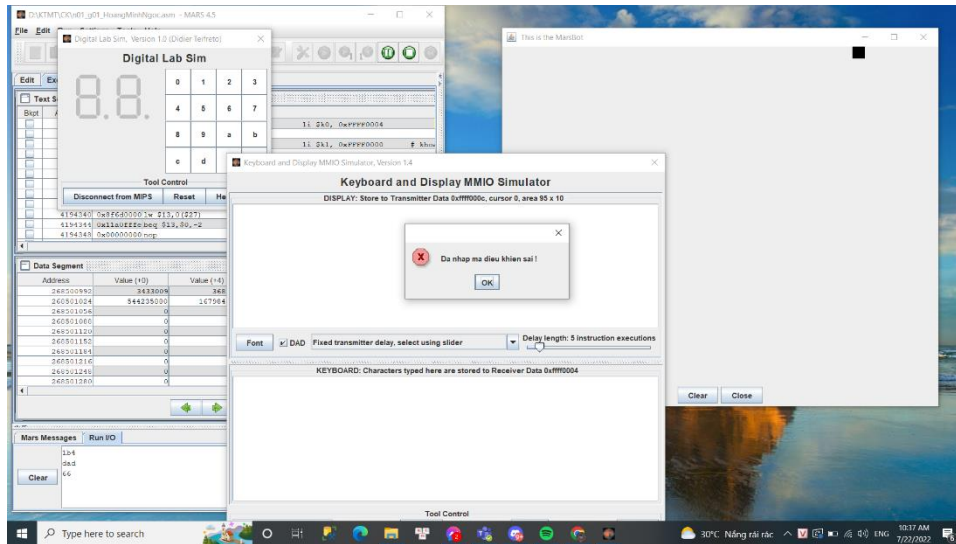 D:\KTMT\CK\n01_g01_HoangMinhNgoc.asm - MARS 4.5
File Edit
Digital Lab Sim, Version 1.0 (Didier Teifreto)
Digital Lab Sim
8.8.
0 1 2 3
4 5 6 7
8 9 a b
c d
Tool Control
Disconnect from MIPS Reset He
Edit Ex
Text S
Bkpt
li $k0, 0xFFFF0004
li $k1, 0xFFFF0000
4194340 0x8f6d0000 lw $13,0($27)
4194344 0x11a0fffe beq $13,$0,-2
4194348 0x00000000 nop
Data Segment
Address Value (+0) Value (+4)
268500992 3433009 368
268501024 544235000 167984
268501056 0
268501088 0
268501120 0
268501152 0
268501184 0
268501216 0
268501248 0
268501280 0
Mars Messages Run I/O
1b4
dad
66
Clear
Keyboard and Display MMIO Simulator, Version 1.4
Keyboard and Display MMIO Simulator
DISPLAY: Store to Transmitter Data 0xffff000c, cursor 0, area 95 x 10
Da nhap ma dieu khien sai !
OK
Font DAD Fixed transmitter delay, select using slider Delay length: 5 instruction executions
KEYBOARD: Characters typed here are stored to Receiver Data 0xffff0004
Tool Control
This is the MarsBot
Clear Close
Type here to search
30°C Nắng rải rác ENG
10:37 AM
7/22/2022
6